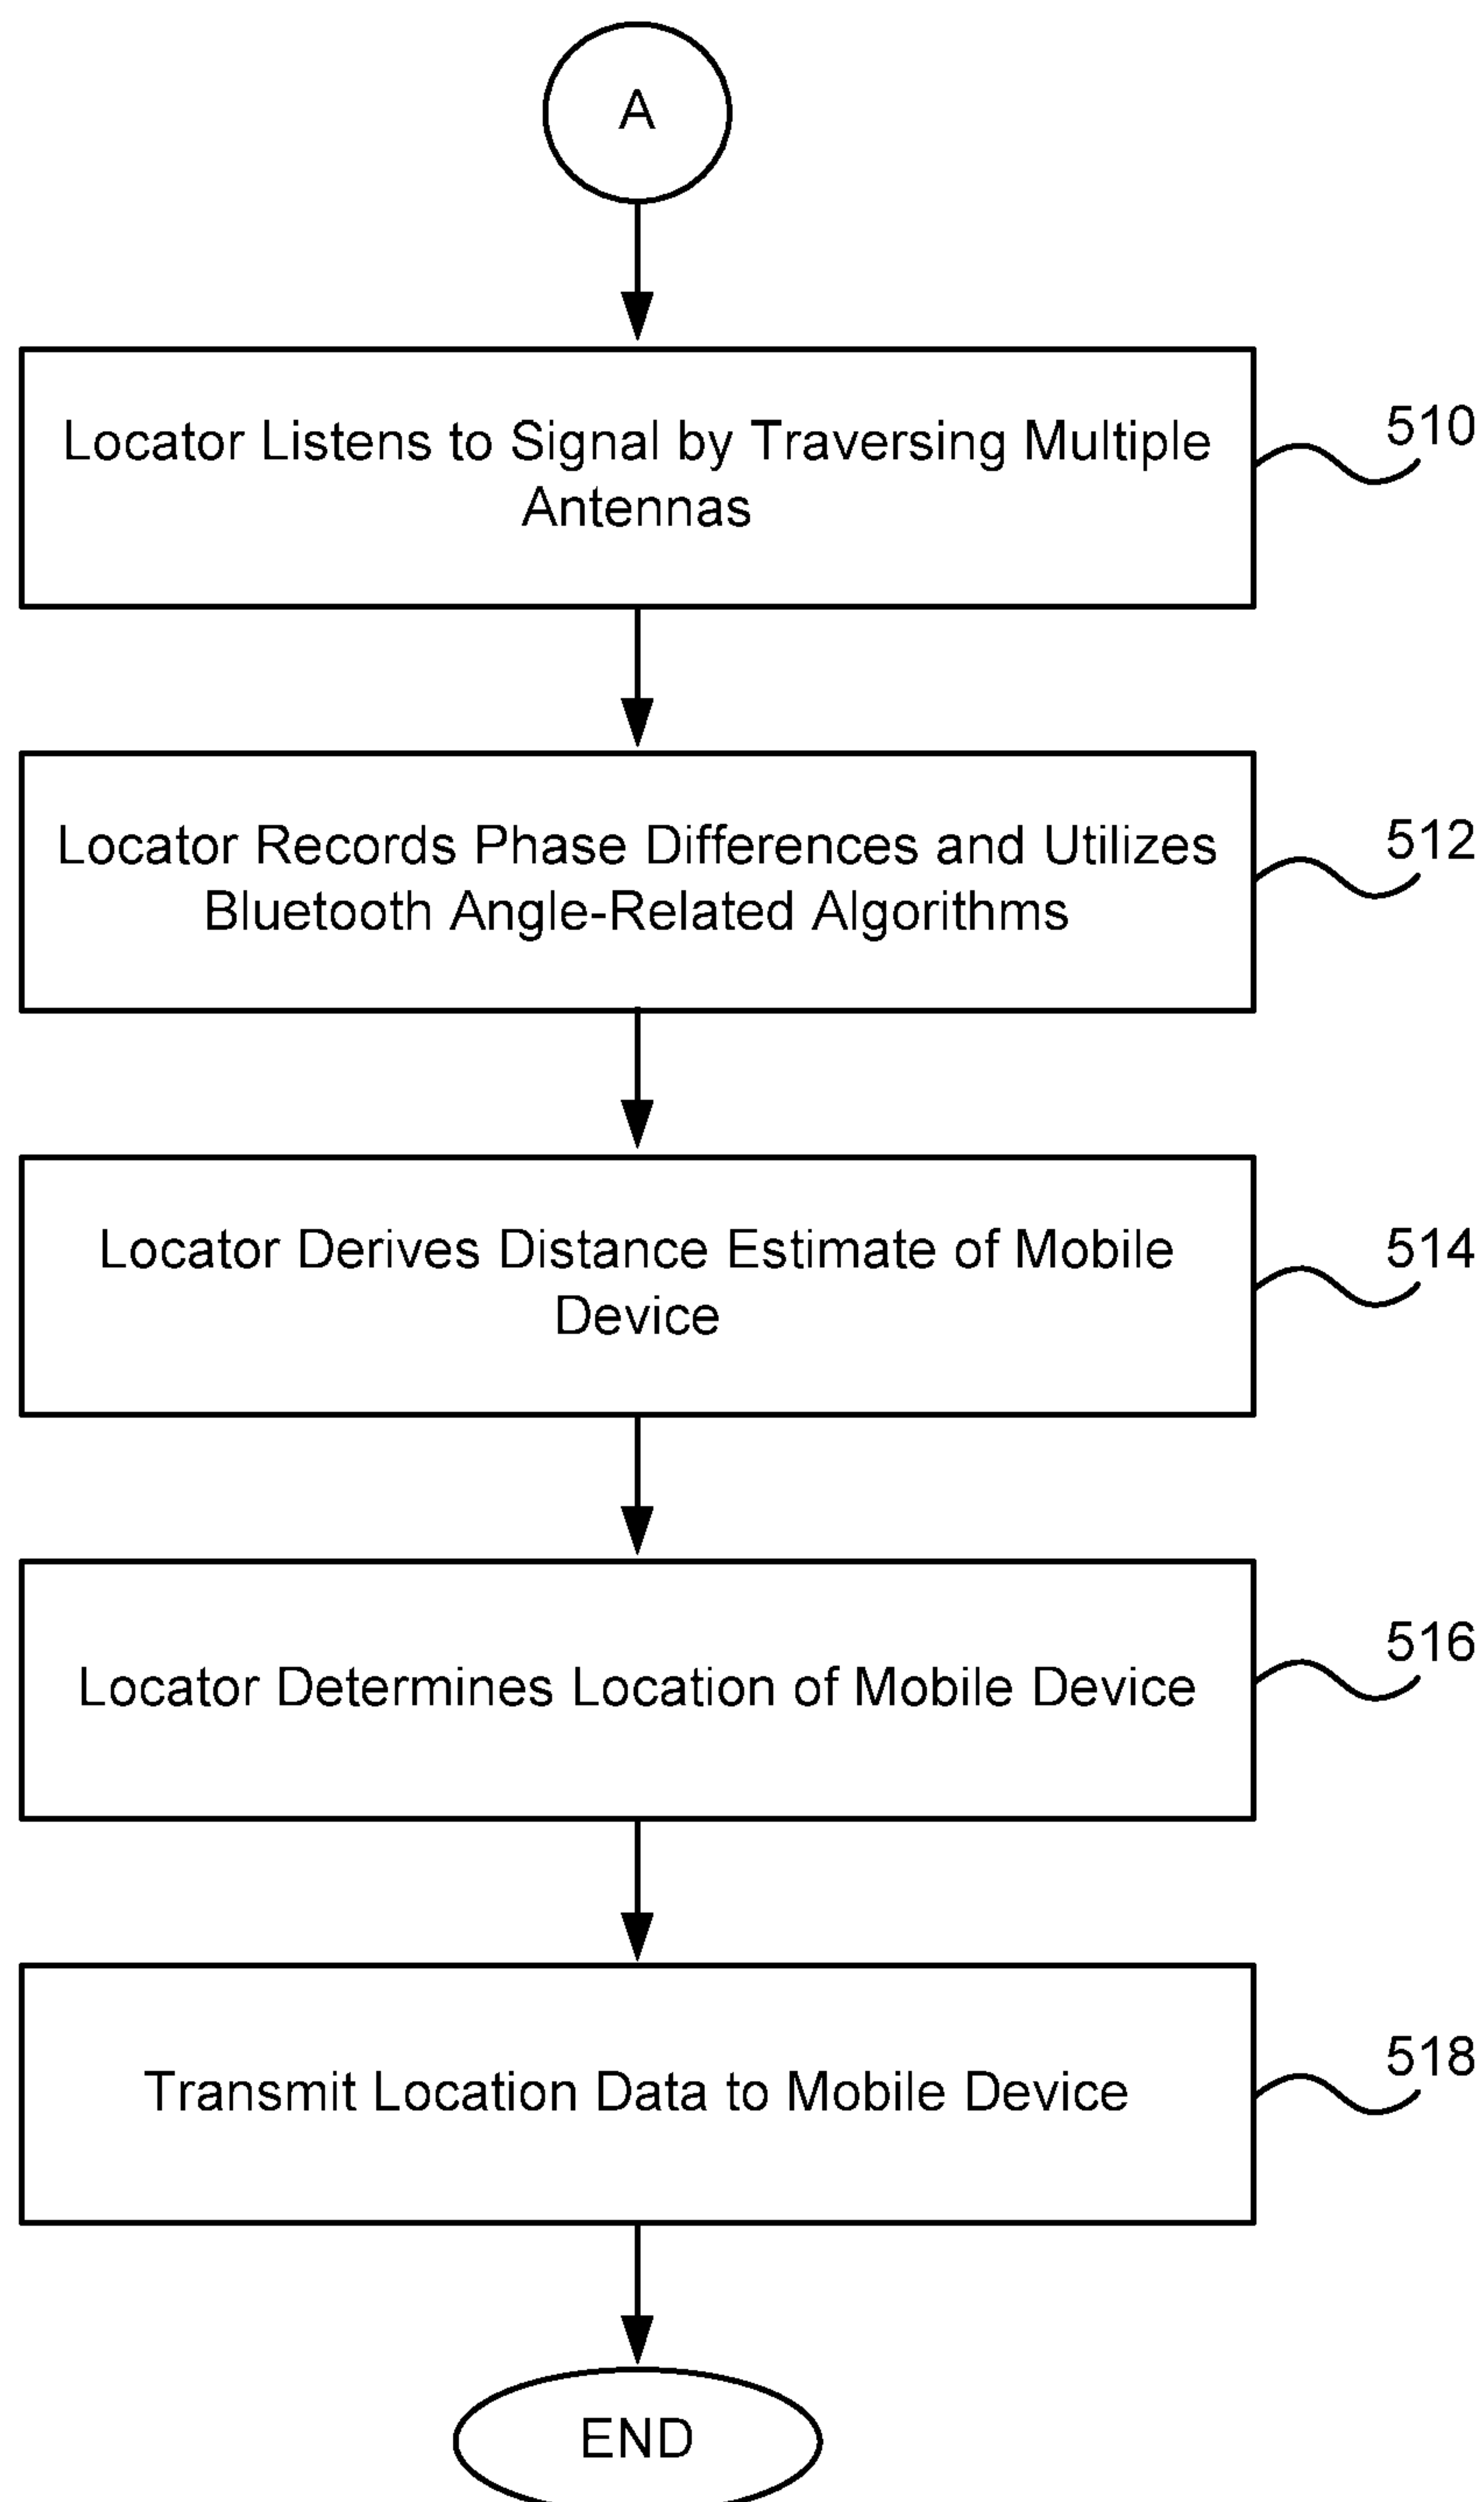 A
Locator Listens to Signal by Traversing Multiple
Antennas
510
Locator Records Phase Differences and Utilizes
Bluetooth Angle-Related Algorithms
512
Locator Derives Distance Estimate of Mobile
Device
514
Locator Determines Location of Mobile Device
516
Transmit Location Data to Mobile Device
518
END